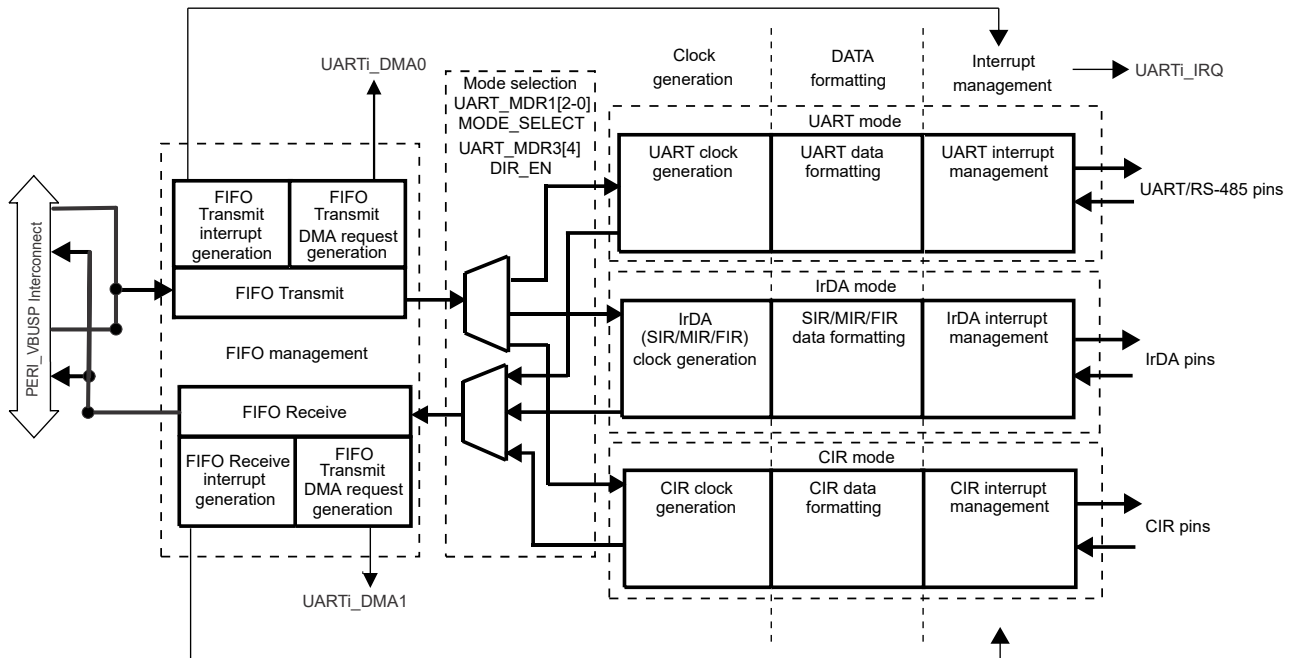 UARTi_DMA0
Clock
generation
DATA
formatting
Interrupt
management
UARTi_IRQ
Mode selection
UART_MDR1[2-0]
MODE_SELECT
UART_MDR3[4]
DIR_EN
UART mode
UART clock
generation
UART data
formatting
UART interrupt
management
UART/RS-485 pins
PERI_VBUSP Interconnect
FIFO
Transmit
interrupt
generation
FIFO
Transmit
DMA request
generation
FIFO Transmit
FIFO management
IrDA mode
IrDA
(SIR/MIR/FIR)
clock generation
SIR/MIR/FIR
data formatting
IrDA interrupt
management
IrDA pins
FIFO Receive
FIFO Receive
interrupt
generation
FIFO
Transmit
DMA request
generation
CIR mode
CIR clock
generation
CIR data
formatting
CIR interrupt
management
CIR pins
UARTi_DMA1